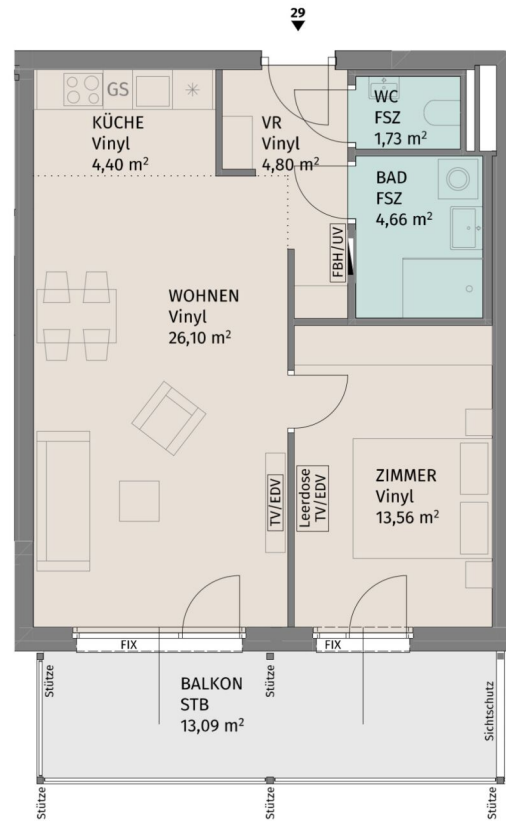 29
GS
KÜCHE
Vinyl
4,40 m²
VR
Vinyl
4,80 m²
WC
FSZ
1,73 m²
BAD
FSZ
4,66 m²
FBH/UV
WOHNEN
Vinyl
26,10 m²
TV/EDV
Leerdose
TV/EDV
ZIMMER
Vinyl
13,56 m²
FIX
FIX
Stütze
Stütze
BALKON
STB
13,09 m²
Sichtschutz
Stütze
Stütze
Stütze